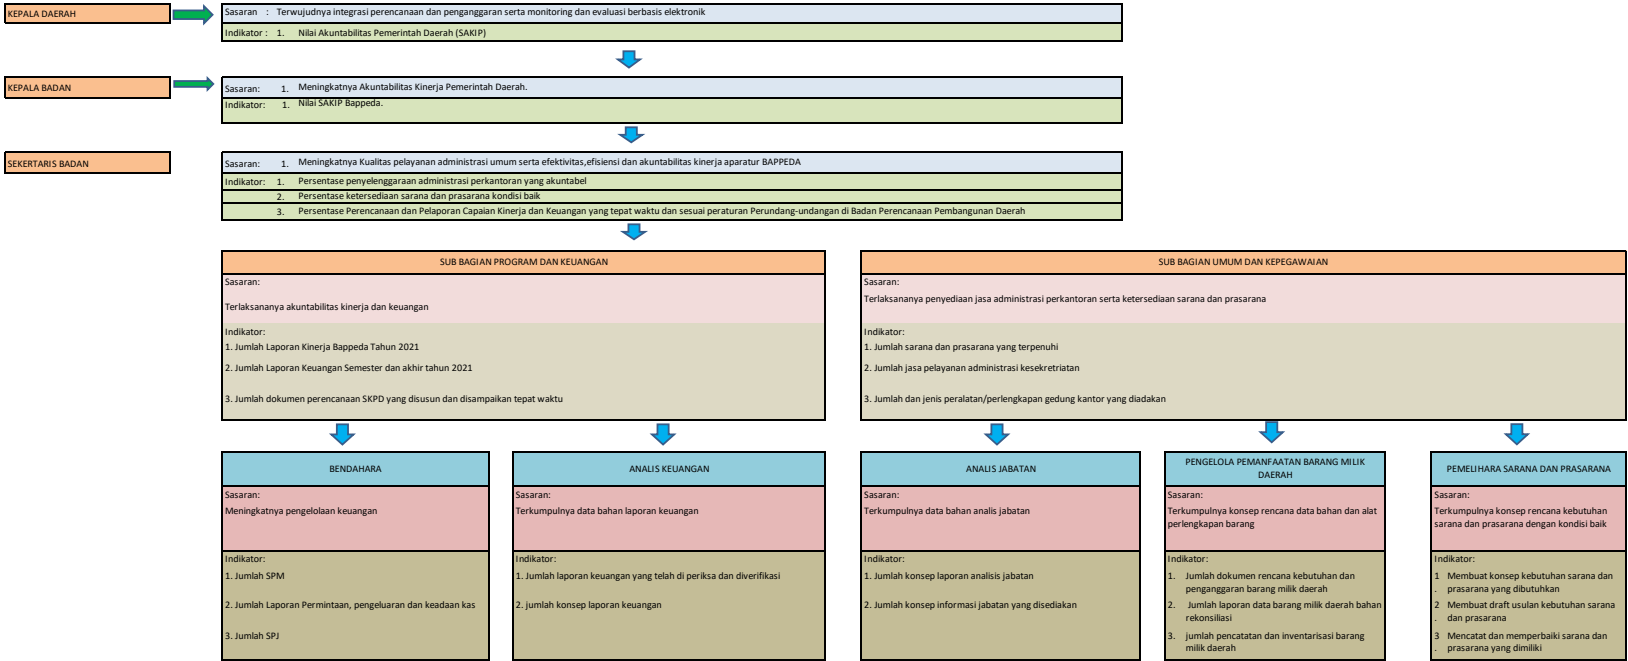 KEPALA DAERAH
Sasaran : Terwujudnya integrasi perencanaan dan penganggaran serta monitoring dan evaluasi berbasis elektronik
Indikator : 1. Nilai Akuntabilitas Pemerintah Daerah (SAKIP)
KEPALA BADAN
Sasaran: 1. Meningkatnya Akuntabilitas Kinerja Pemerintah Daerah.
Indikator: 1. Nilai SAKIP Bappeda.
SEKERTARIS BADAN
Sasaran: 1. Meningkatnya Kualitas pelayanan administrasi umum serta efektivitas,efisiensi dan akuntabilitas kinerja aparatur BAPPEDA
Indikator: 1. Persentase penyelenggaraan administrasi perkantoran yang akuntabel
2. Persentase ketersediaan sarana dan prasarana kondisi baik
3. Persentase Perencanaan dan Pelaporan Capaian Kinerja dan Keuangan yang tepat waktu dan sesuai peraturan Perundang-undangan di Badan Perencanaan Pembangunan Daerah
SUB BAGIAN PROGRAM DAN KEUANGAN
Sasaran:
Terlaksananya akuntabilitas kinerja dan keuangan
Indikator:
1. Jumlah Laporan Kinerja Bappeda Tahun 2021
2. Jumlah Laporan Keuangan Semester dan akhir tahun 2021
3. Jumlah dokumen perencanaan SKPD yang disusun dan disampaikan tepat waktu
SUB BAGIAN UMUM DAN KEPEGAWAIAN
Sasaran:
Terlaksananya penyediaan jasa administrasi perkantoran serta ketersediaan sarana dan prasarana
Indikator:
1. Jumlah sarana dan prasarana yang terpenuhi
2. Jumlah jasa pelayanan administrasi kesekretriatan
3. Jumlah dan jenis peralatan/perlengkapan gedung kantor yang diadakan
BENDAHARA
Sasaran:
Meningkatnya pengelolaan keuangan
Indikator:
1. Jumlah SPM
2. Jumlah Laporan Permintaan, pengeluaran dan keadaan kas
3. Jumlah SPJ
ANALIS KEUANGAN
Sasaran:
Terkumpulnya data bahan laporan keuangan
Indikator:
1. Jumlah laporan keuangan yang telah di periksa dan diverifikasi
2. jumlah konsep laporan keuangan
ANALIS JABATAN
Sasaran:
Terkumpulnya data bahan analis jabatan
Indikator:
1. Jumlah konsep laporan analisis jabatan
2. Jumlah konsep informasi jabatan yang disediakan
PENGELOLA PEMANFAATAN BARANG MILIK
DAERAH
Sasaran:
Terkumpulnya konsep rencana data bahan dan alat
perlengkapan barang
Indikator:
1. Jumlah dokumen rencana kebutuhan dan
penganggaran barang milik daerah
2. Jumlah laporan data barang milik daerah bahan
rekonsiliasi
3. jumlah pencatatan dan inventarisasi barang
milik daerah
PEMELIHARA SARANA DAN PRASARANA
Sasaran:
Terkumpulnya konsep rencana kebutuhan
sarana dan prasarana dengan kondisi baik
Indikator:
1 Membuat konsep kebutuhan sarana dan
. prasarana yang dibutuhkan
2 Membuat draft usulan kebutuhan sarana
. dan prasarana
3 Mencatat dan memperbaiki sarana dan
. prasarana yang dimiliki